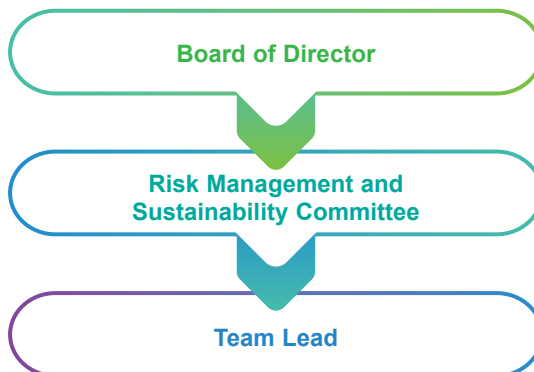 Board of Director
Risk Management and
Sustainability Committee
Team Lead